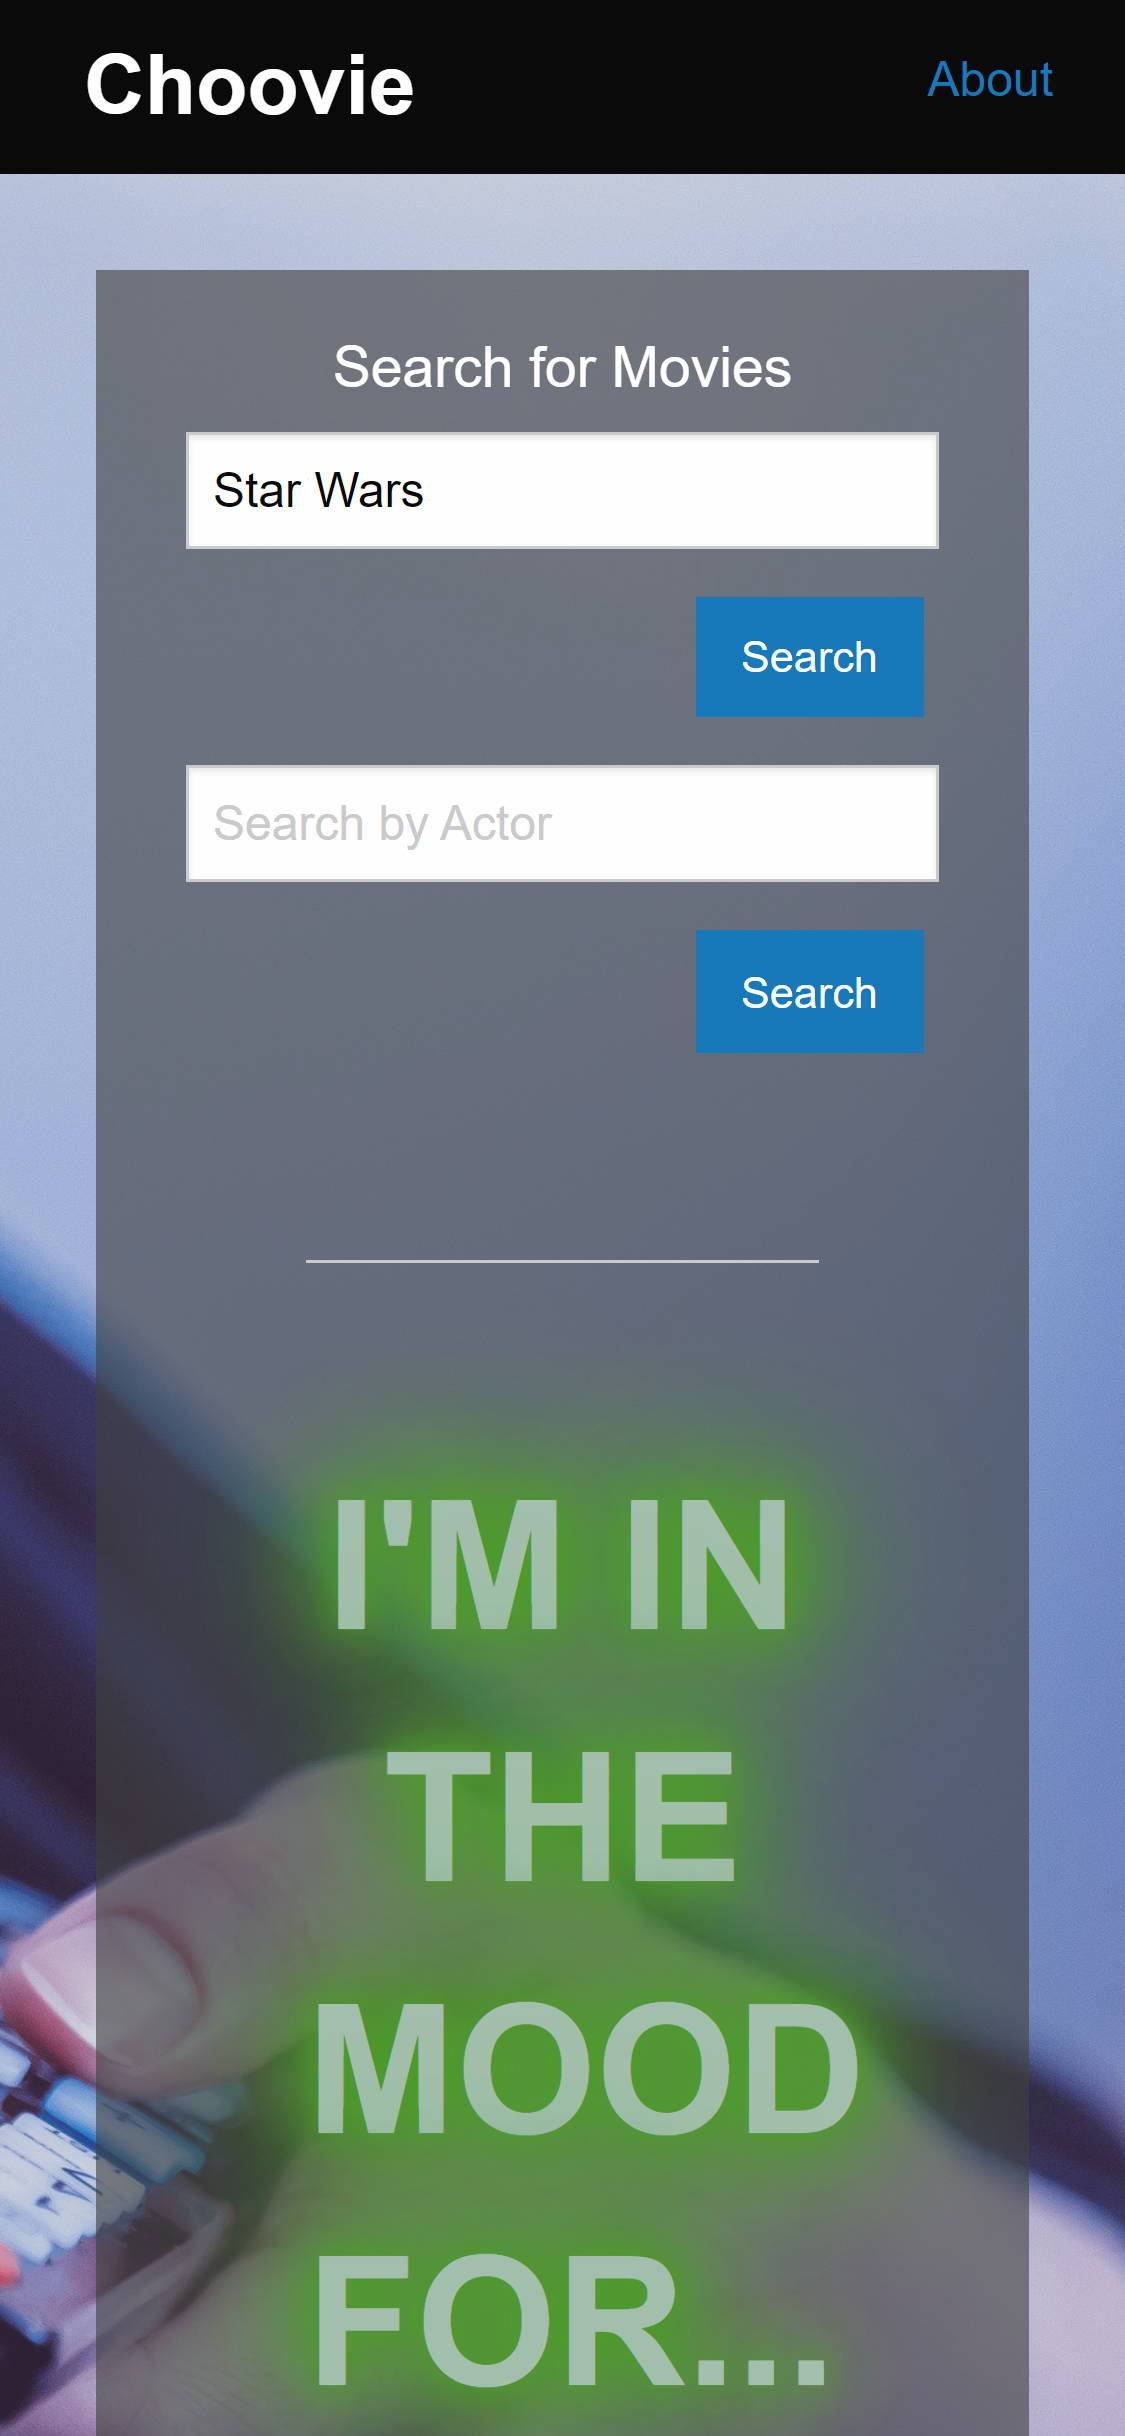 Choovie
About
Search for Movies
Star Wars
Search
Search by Actor
Search
I'M IN
THE
MOOD
FOR...